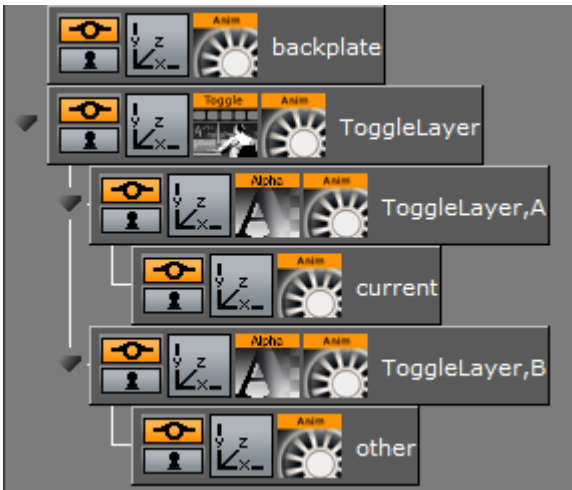 Anim
backplate
y z x
Toggle Anim
ToggleLayer
y z x
Alpha Anim
ToggleLayer,A
y z x
Anim
current
y z x
Alpha Anim
ToggleLayer,B
y z x
Anim
other
y z x